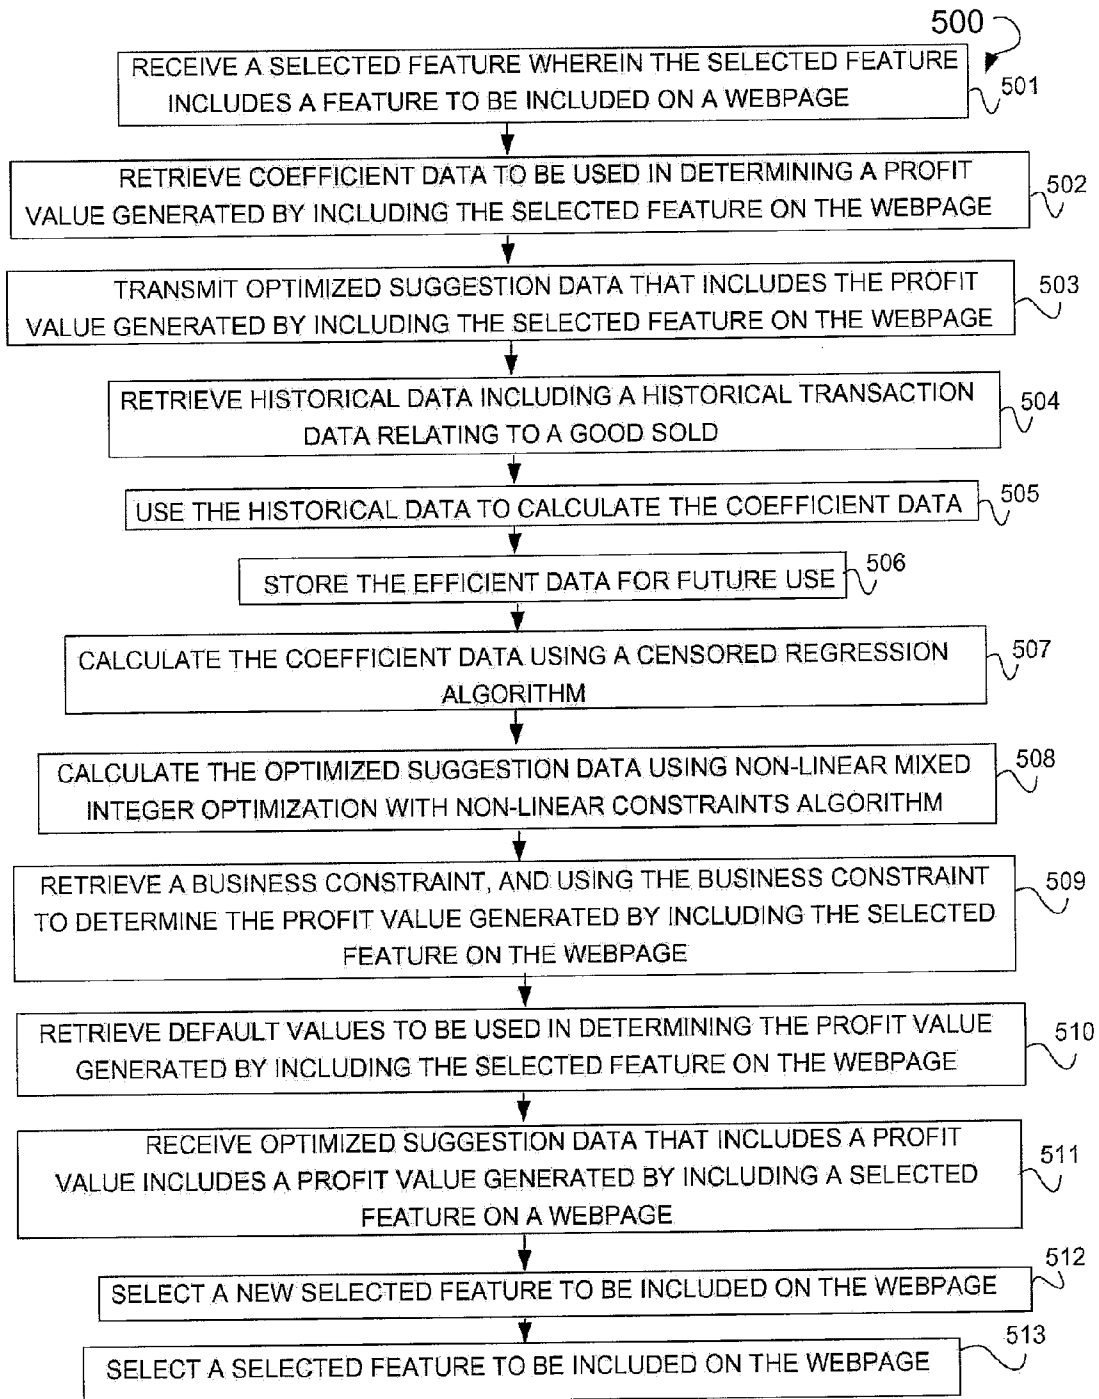 500
RECEIVE A SELECTED FEATURE WHEREIN THE SELECTED FEATURE
INCLUDES A FEATURE TO BE INCLUDED ON A WEBPAGE
501
RETRIEVE COEFFICIENT DATA TO BE USED IN DETERMINING A PROFIT
VALUE GENERATED BY INCLUDING THE SELECTED FEATURE ON THE WEBPAGE
502
TRANSMIT OPTIMIZED SUGGESTION DATA THAT INCLUDES THE PROFIT
VALUE GENERATED BY INCLUDING THE SELECTED FEATURE ON THE WEBPAGE
503
RETRIEVE HISTORICAL DATA INCLUDING A HISTORICAL TRANSACTION
DATA RELATING TO A GOOD SOLD
504
USE THE HISTORICAL DATA TO CALCULATE THE COEFFICIENT DATA
505
STORE THE EFFICIENT DATA FOR FUTURE USE
506
CALCULATE THE COEFFICIENT DATA USING A CENSORED REGRESSION
ALGORITHM
507
CALCULATE THE OPTIMIZED SUGGESTION DATA USING NON-LINEAR MIXED
INTEGER OPTIMIZATION WITH NON-LINEAR CONSTRAINTS ALGORITHM
508
RETRIEVE A BUSINESS CONSTRAINT, AND USING THE BUSINESS CONSTRAINT
TO DETERMINE THE PROFIT VALUE GENERATED BY INCLUDING THE SELECTED
FEATURE ON THE WEBPAGE
509
RETRIEVE DEFAULT VALUES TO BE USED IN DETERMINING THE PROFIT VALUE
GENERATED BY INCLUDING THE SELECTED FEATURE ON THE WEBPAGE
510
RECEIVE OPTIMIZED SUGGESTION DATA THAT INCLUDES A PROFIT
VALUE INCLUDES A PROFIT VALUE GENERATED BY INCLUDING A SELECTED
FEATURE ON A WEBPAGE
511
SELECT A NEW SELECTED FEATURE TO BE INCLUDED ON THE WEBPAGE
512
SELECT A SELECTED FEATURE TO BE INCLUDED ON THE WEBPAGE
513